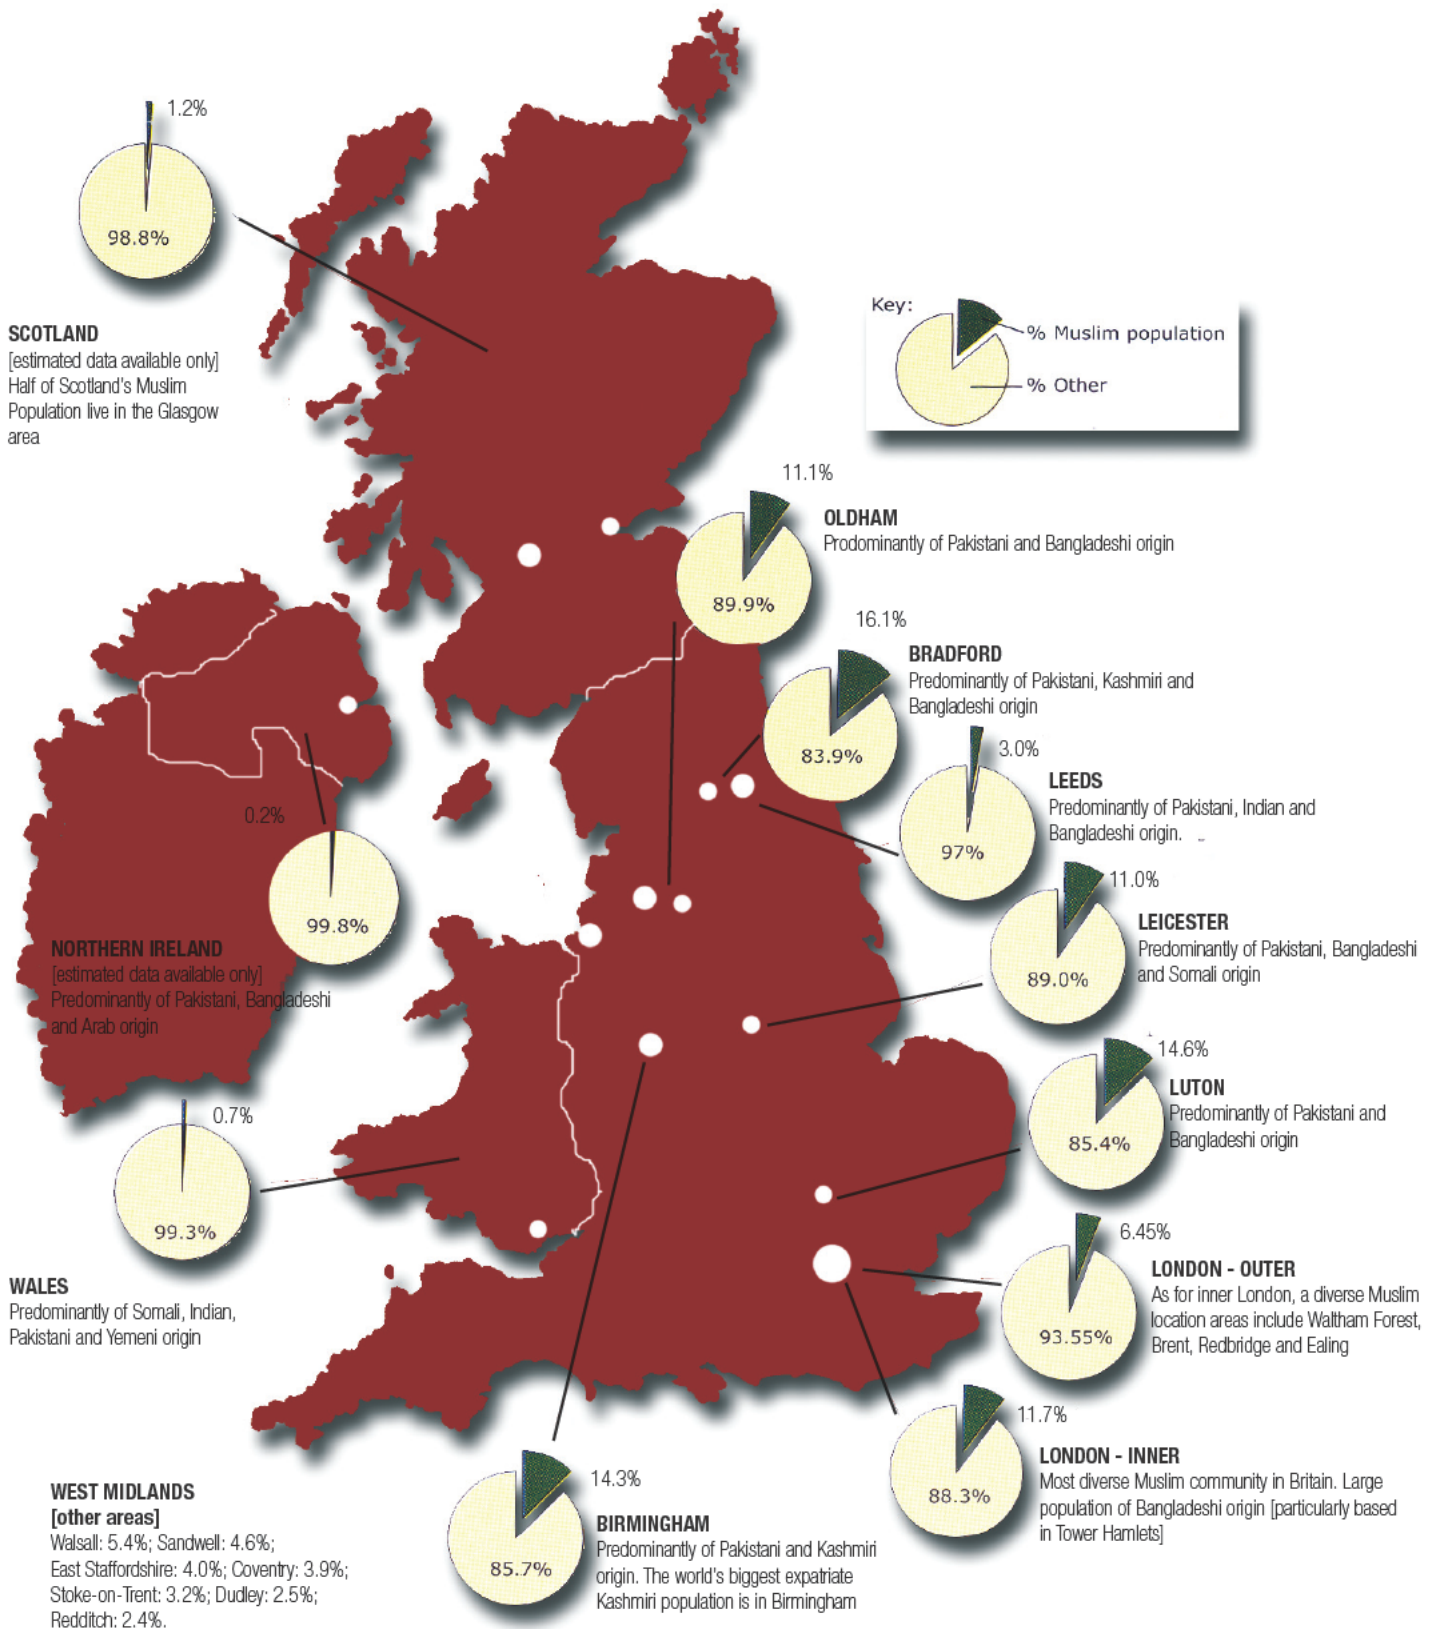 1.2%
98.8%
SCOTLAND
[estimated data available only]
Half of Scotland's Muslim
Population live in the Glasgow
area
Key:
% Muslim population
% Other
11.1%
89.9%
OLDHAM
Prodominantly of Pakistani and Bangladeshi origin
16.1%
83.9%
BRADFORD
Predominantly of Pakistani, Kashmiri and
Bangladeshi origin
3.0%
97%
LEEDS
Predominantly of Pakistani, Indian and
Bangladeshi origin.
0.2%
99.8%
NORTHERN IRELAND
[estimated data available only]
Predominantly of Pakistani, Bangladeshi
and Arab origin
11.0%
89.0%
LEICESTER
Predominantly of Pakistani, Bangladeshi
and Somali origin
14.6%
85.4%
LUTON
Predominantly of Pakistani and
Bangladeshi origin
0.7%
99.3%
WALES
Predominantly of Somali, Indian,
Pakistani and Yemeni origin
6.45%
93.55%
LONDON - OUTER
As for inner London, a diverse Muslim
location areas include Waltham Forest,
Brent, Redbridge and Ealing
11.7%
88.3%
LONDON - INNER
Most diverse Muslim community in Britain. Large
population of Bangladeshi origin [particularly based
in Tower Hamlets]
14.3%
85.7%
BIRMINGHAM
Predominantly of Pakistani and Kashmiri
origin. The world's biggest expatriate
Kashmiri population is in Birmingham
WEST MIDLANDS
[other areas]
Walsall: 5.4%; Sandwell: 4.6%;
East Staffordshire: 4.0%; Coventry: 3.9%;
Stoke-on-Trent: 3.2%; Dudley: 2.5%;
Redditch: 2.4%.